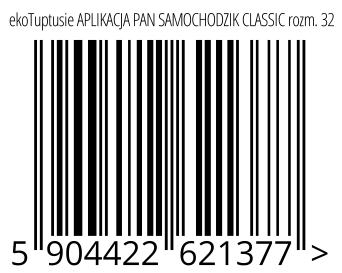 ekoTuptusie APLIKACJA PAN SAMOCHODZIK CLASSIC rozm. 32
5 904422 621377 >